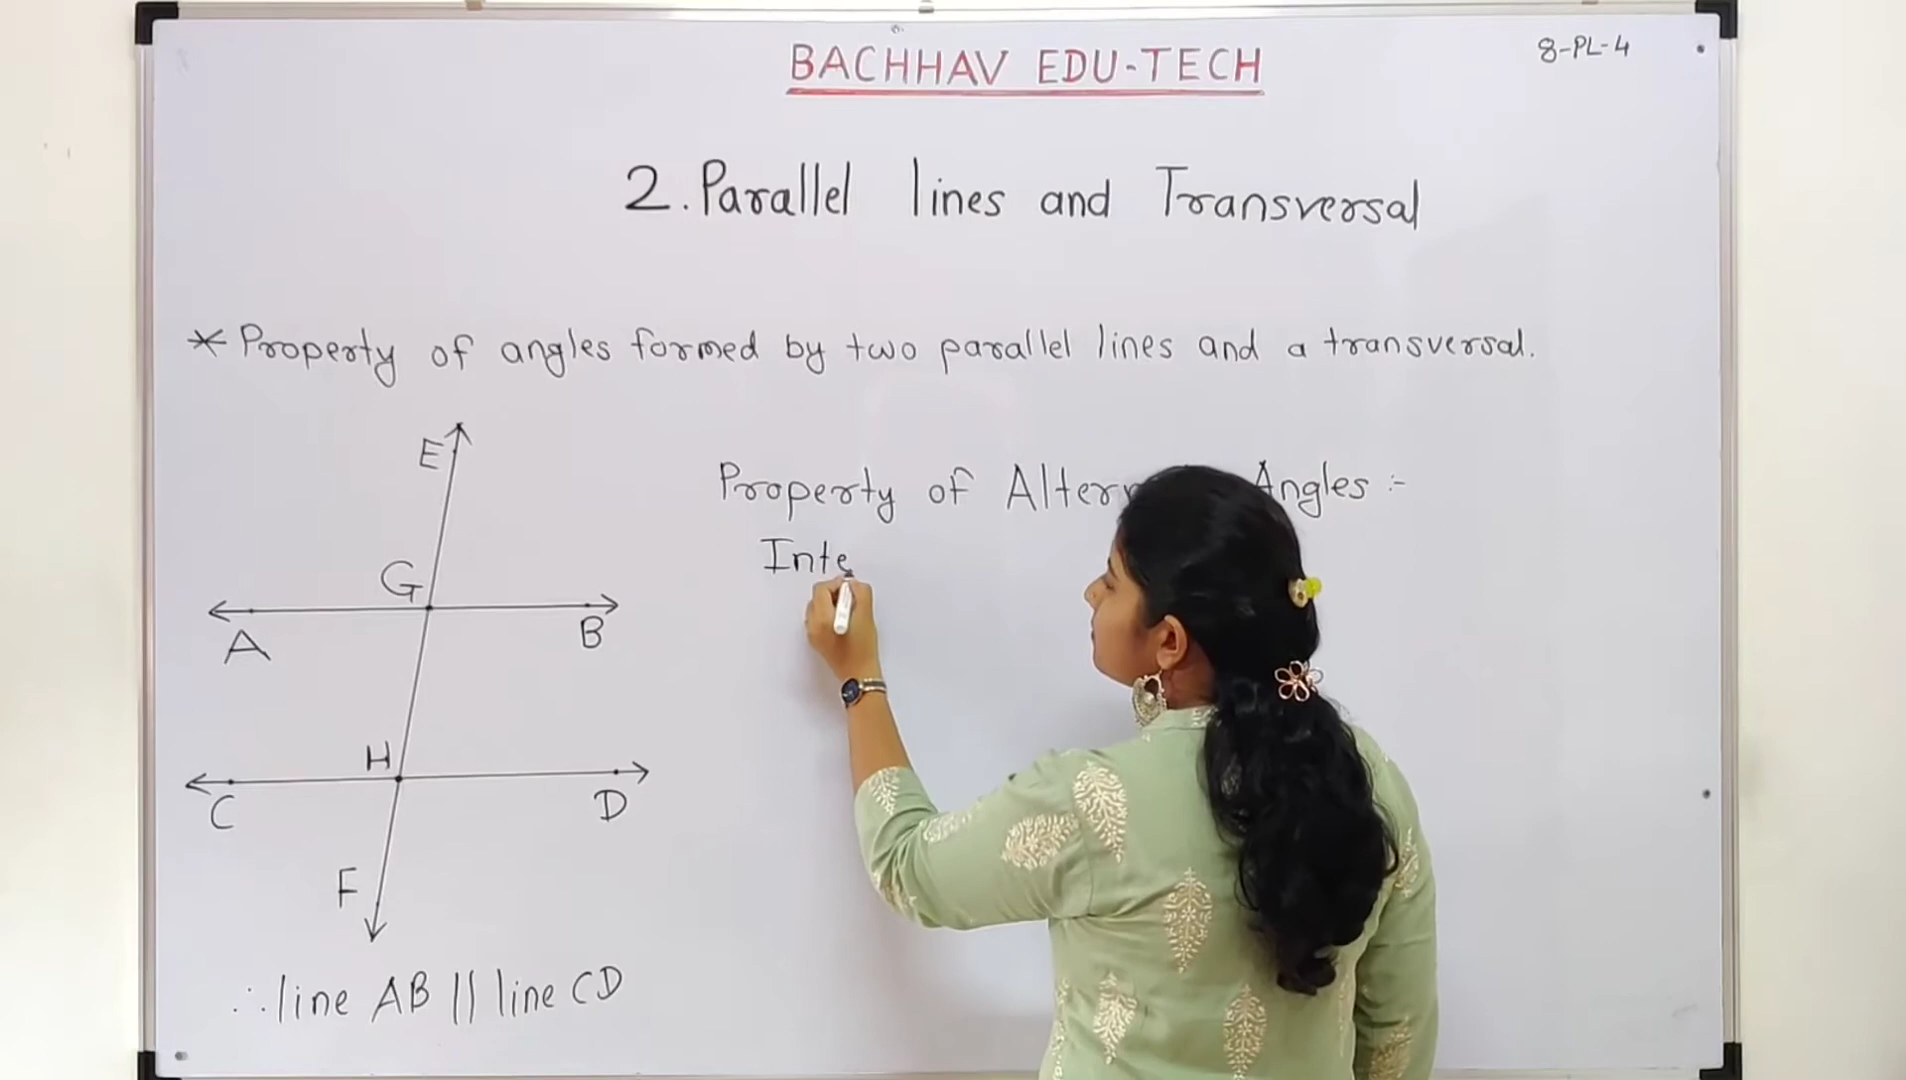 BACHHAV EDU-TECH
8-PL-4
2. Parallel lines and Transversal
* Property of angles formed by two parallel lines and a transversal.
E
Property of Alter Angles :-
Inte
G
A
B
H
C
D
F
∴ line AB || line CD